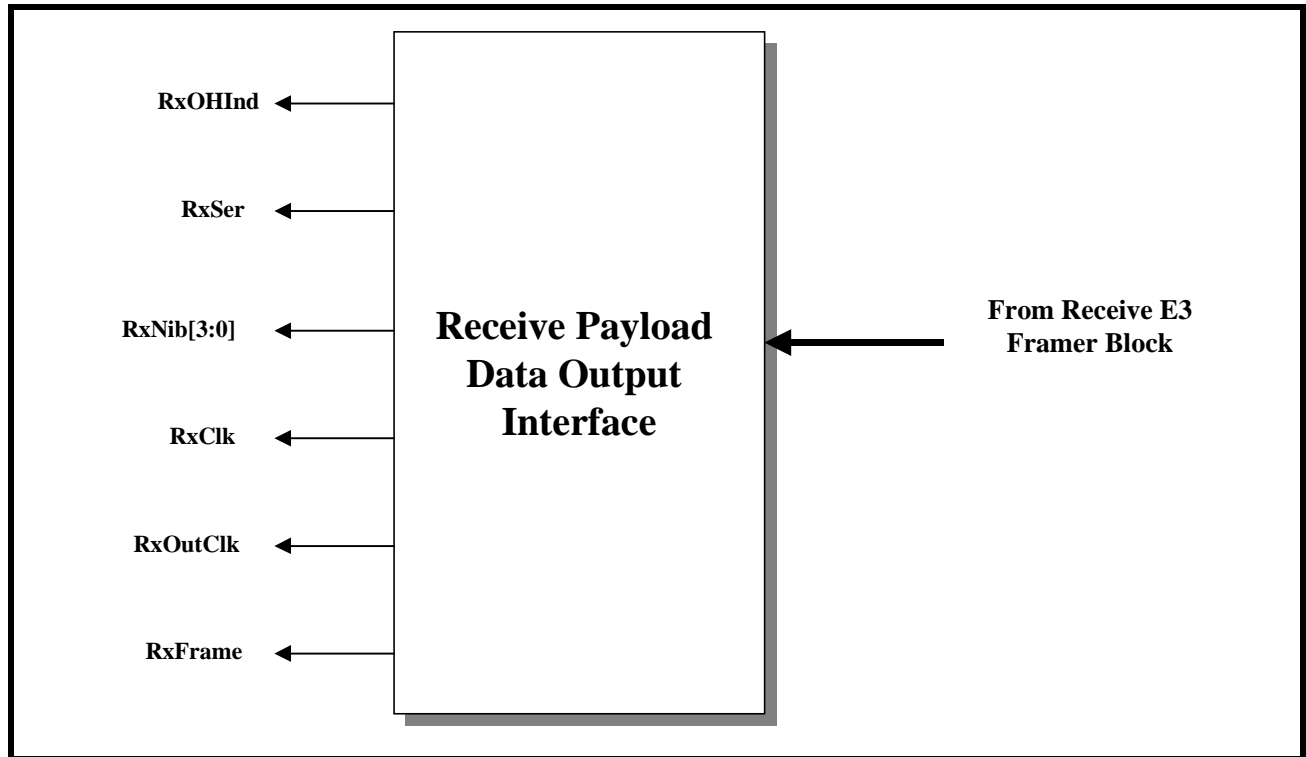 RxOHInd
RxSer
RxNib[3:0]
RxClk
RxOutClk
RxFrame
Receive Payload
Data Output
Interface
From Receive E3
Framer Block